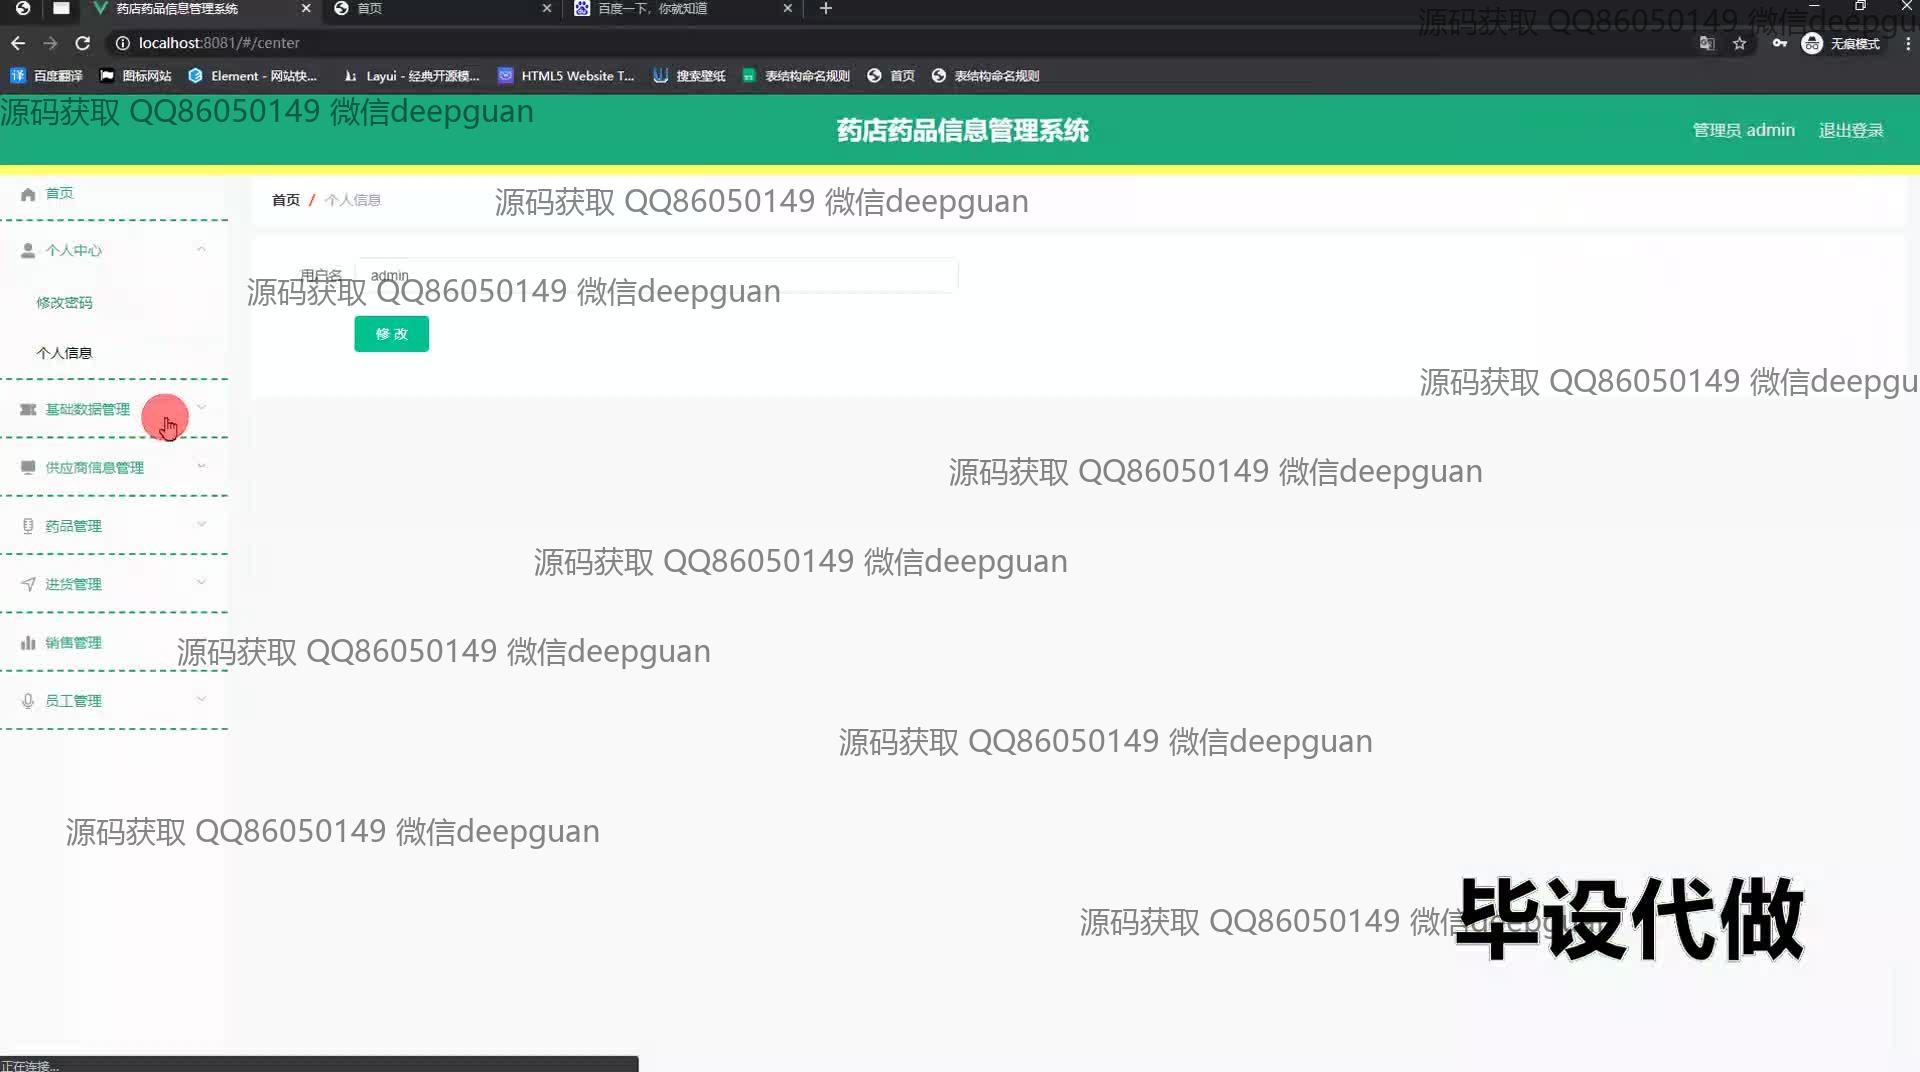 药店药品信息管理系统
首页
百度一下，你就知道
源码获取 QQ86050149 微信deepgu
localhost:8081/#/center
无痕模式
百度翻译
图标网站
Element - 网站快...
Layui - 经典开源模...
HTML5 Website T...
搜索壁纸
表结构命名规则
首页
表结构命名规则
源码获取 QQ86050149 微信deepguan
药店药品信息管理系统
管理员 admin
退出登录
首页
首页 / 个人信息
源码获取 QQ86050149 微信deepguan
个人中心
用户名
admin
源码获取 QQ86050149 微信deepguan
修改密码
修 改
个人信息
源码获取 QQ86050149 微信deepgu
基础数据管理
供应商信息管理
源码获取 QQ86050149 微信deepguan
药品管理
源码获取 QQ86050149 微信deepguan
进货管理
销售管理
源码获取 QQ86050149 微信deepguan
员工管理
源码获取 QQ86050149 微信deepguan
源码获取 QQ86050149 微信deepguan
源码获取 QQ86050149 微信deepguan
毕设代做
正在连接...